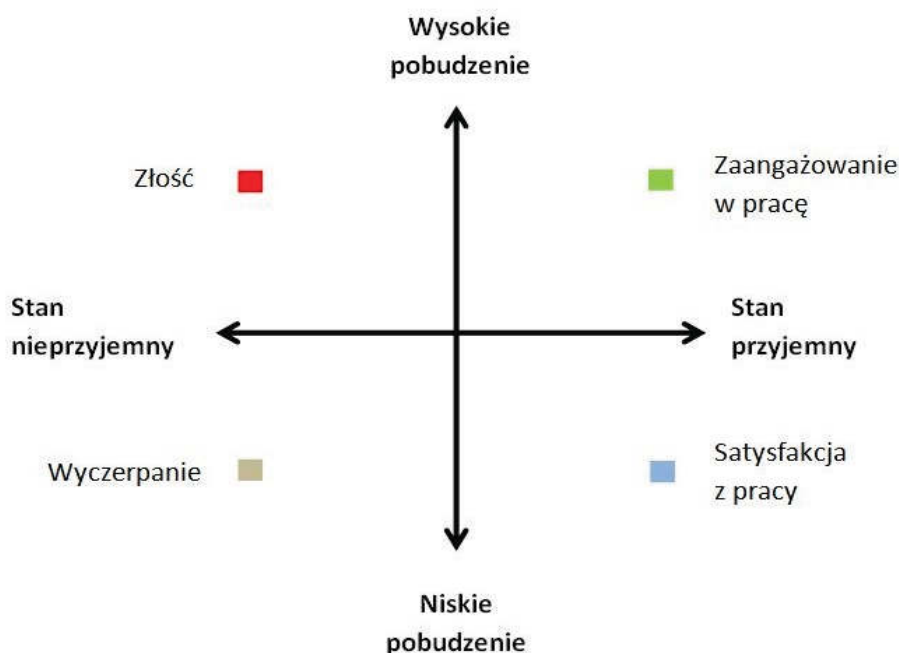 Wysokie
pobudzenie
Złość
Zaangażowanie
w pracę
Stan
nieprzyjemny
Stan
przyjemny
Wyczerpanie
Satysfakcja
z pracy
Niskie
pobudzenie